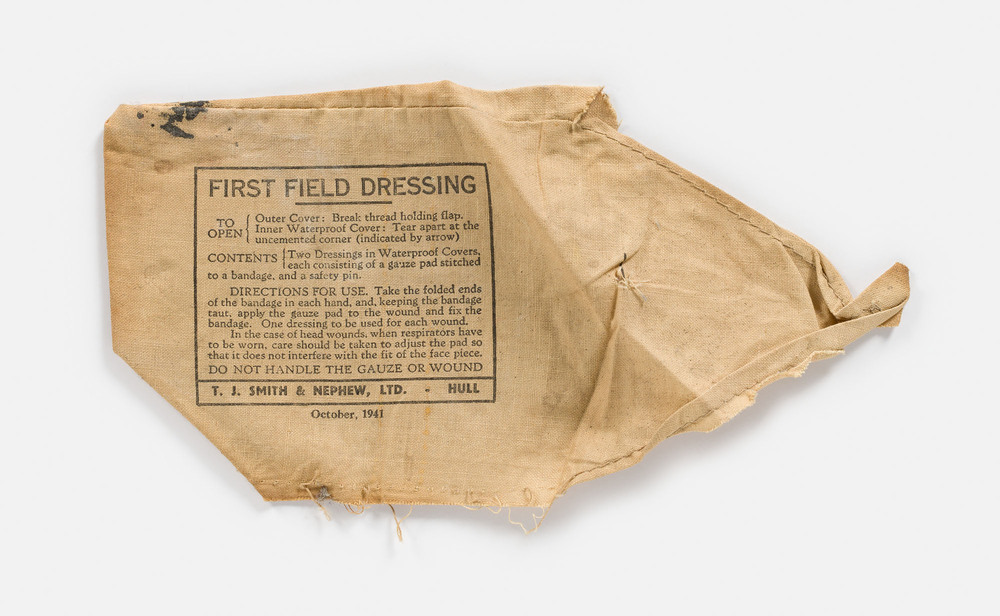 FIRST FIELD DRESSING
TO OPEN { Outer Cover: Break thread holding flap.
Inner Waterproof Cover: Tear apart at the
uncemented corner (indicated by arrow)
CONTENTS { Two Dressings in Waterproof Covers,
each consisting of a gauze pad stitched
to a bandage, and a safety pin.
DIRECTIONS FOR USE. Take the folded ends
of the bandage in each hand, and, keeping the bandage
taut, apply the gauze pad to the wound and fix the
bandage. One dressing to be used for each wound.
In the case of head wounds, when respirators have
to be worn, care should be taken to adjust the pad so
that it does not interfere with the fit of the face piece.
DO NOT HANDLE THE GAUZE OR WOUND
T. J. SMITH & NEPHEW, LTD. - HULL
October, 1941